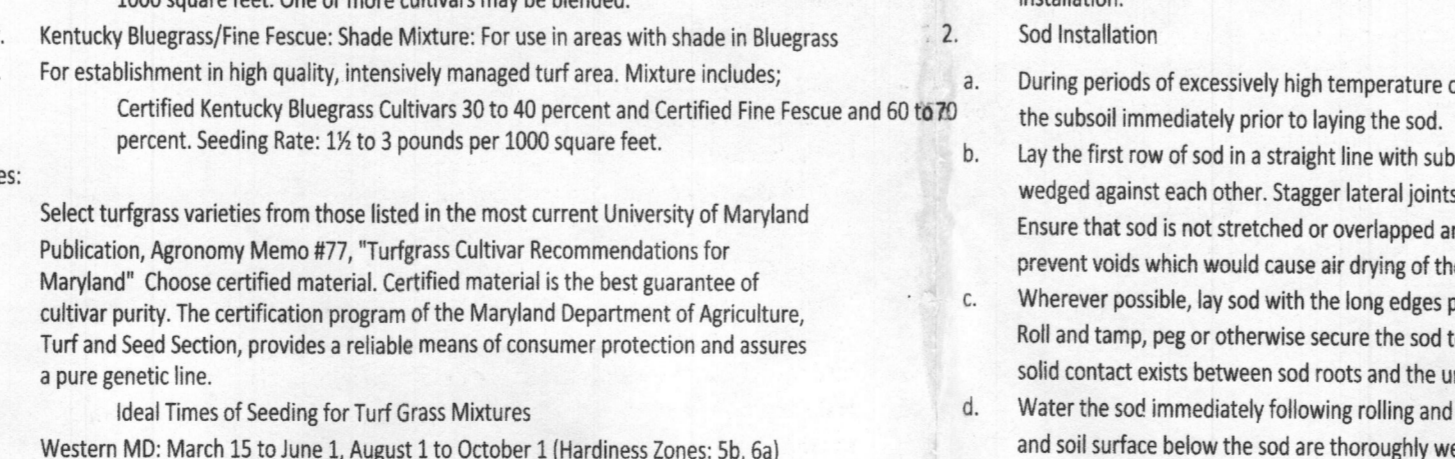 1000 square feet. One or more cultivars may be blended.
Kentucky Bluegrass/Fine Fescue: Shade Mixture: For use in areas with shade in Bluegrass
For establishment in high quality, intensively managed turf area. Mixture includes;
Certified Kentucky Bluegrass Cultivars 30 to 40 percent and Certified Fine Fescue and 60 to 70
percent. Seeding Rate: 1½ to 3 pounds per 1000 square feet.
es:
Select turfgrass varieties from those listed in the most current University of Maryland
Publication, Agronomy Memo #77, "Turfgrass Cultivar Recommendations for
Maryland" Choose certified material. Certified material is the best guarantee of
cultivar purity. The certification program of the Maryland Department of Agriculture,
Turf and Seed Section, provides a reliable means of consumer protection and assures
a pure genetic line.
Ideal Times of Seeding for Turf Grass Mixtures
Western MD: March 15 to June 1, August 1 to October 1 (Hardiness Zones: 5b, 6a)
installation.
2. Sod Installation
a. During periods of excessively high temperature
the subsoil immediately prior to laying the sod.
b. Lay the first row of sod in a straight line with sub
wedged against each other. Stagger lateral joints
Ensure that sod is not stretched or overlapped
prevent voids which would cause air drying of
c. Wherever possible, lay sod with the long edges
Roll and tamp, peg or otherwise secure the sod
solid contact exists between sod roots and the
d. Water the sod immediately following rolling and
and soil surface below the sod are thoroughly